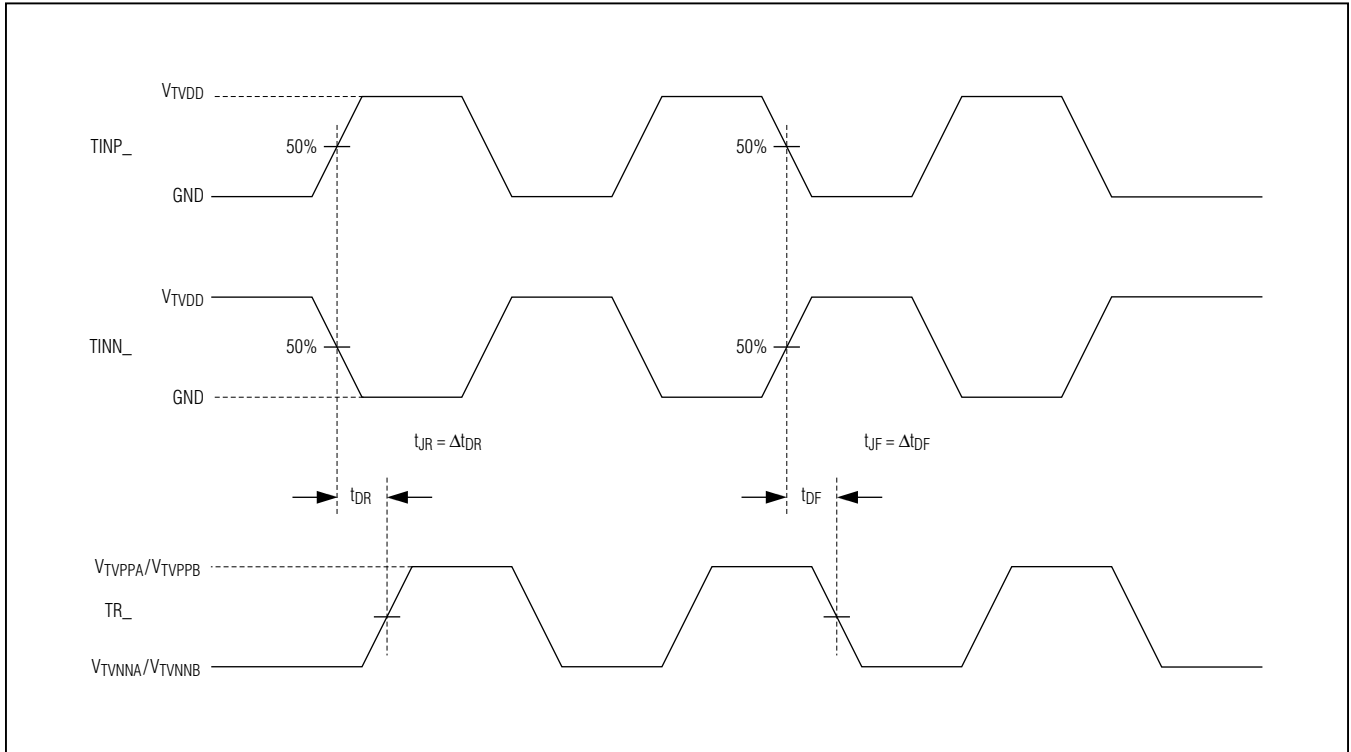 VTVDD
TINP_
50%
50%
GND
VTVDD
TINN_
50%
50%
GND
tJR = ΔtDR
tJF = ΔtDF
tDR
tDF
VTVPPA/VTVPPB
TR_
VTVNNA/VTVNNB